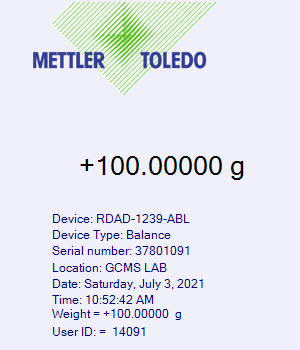 METTLER TOLEDO
+100.00000 g
Device: RDAD-1239-ABL
Device Type: Balance
Serial number: 37801091
Location: GCMS LAB
Date: Saturday, July 3, 2021
Time: 10:52:42 AM
Weight = +100.00000  g
User ID: =  14091